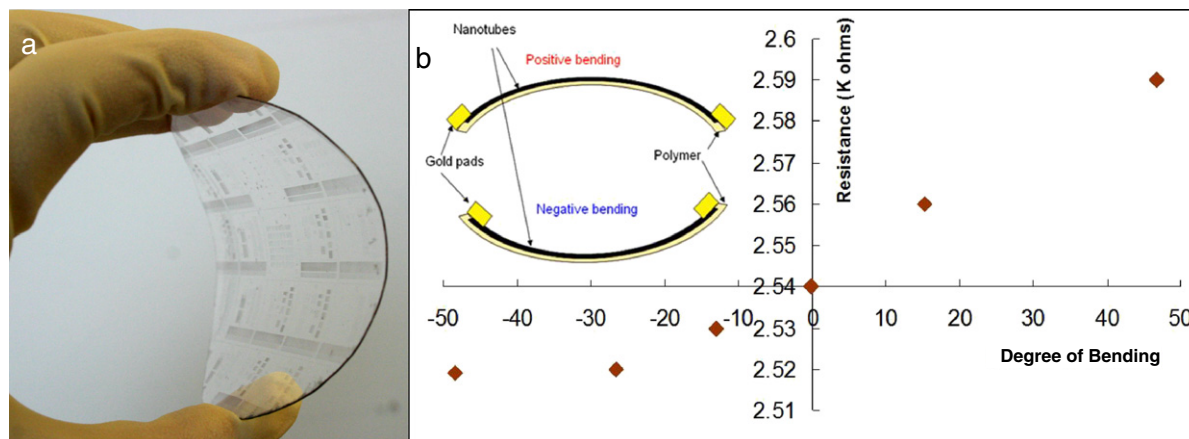 a
b
Nanotubes
Positive bending
Gold pads
Polymer
Negative bending
Resistance (K ohms)
2.6
2.59
2.58
2.57
2.56
2.55
2.54
2.53
2.52
2.51
-50 -40 -30 -20 -10 0 10 20 30 40 50
Degree of Bending